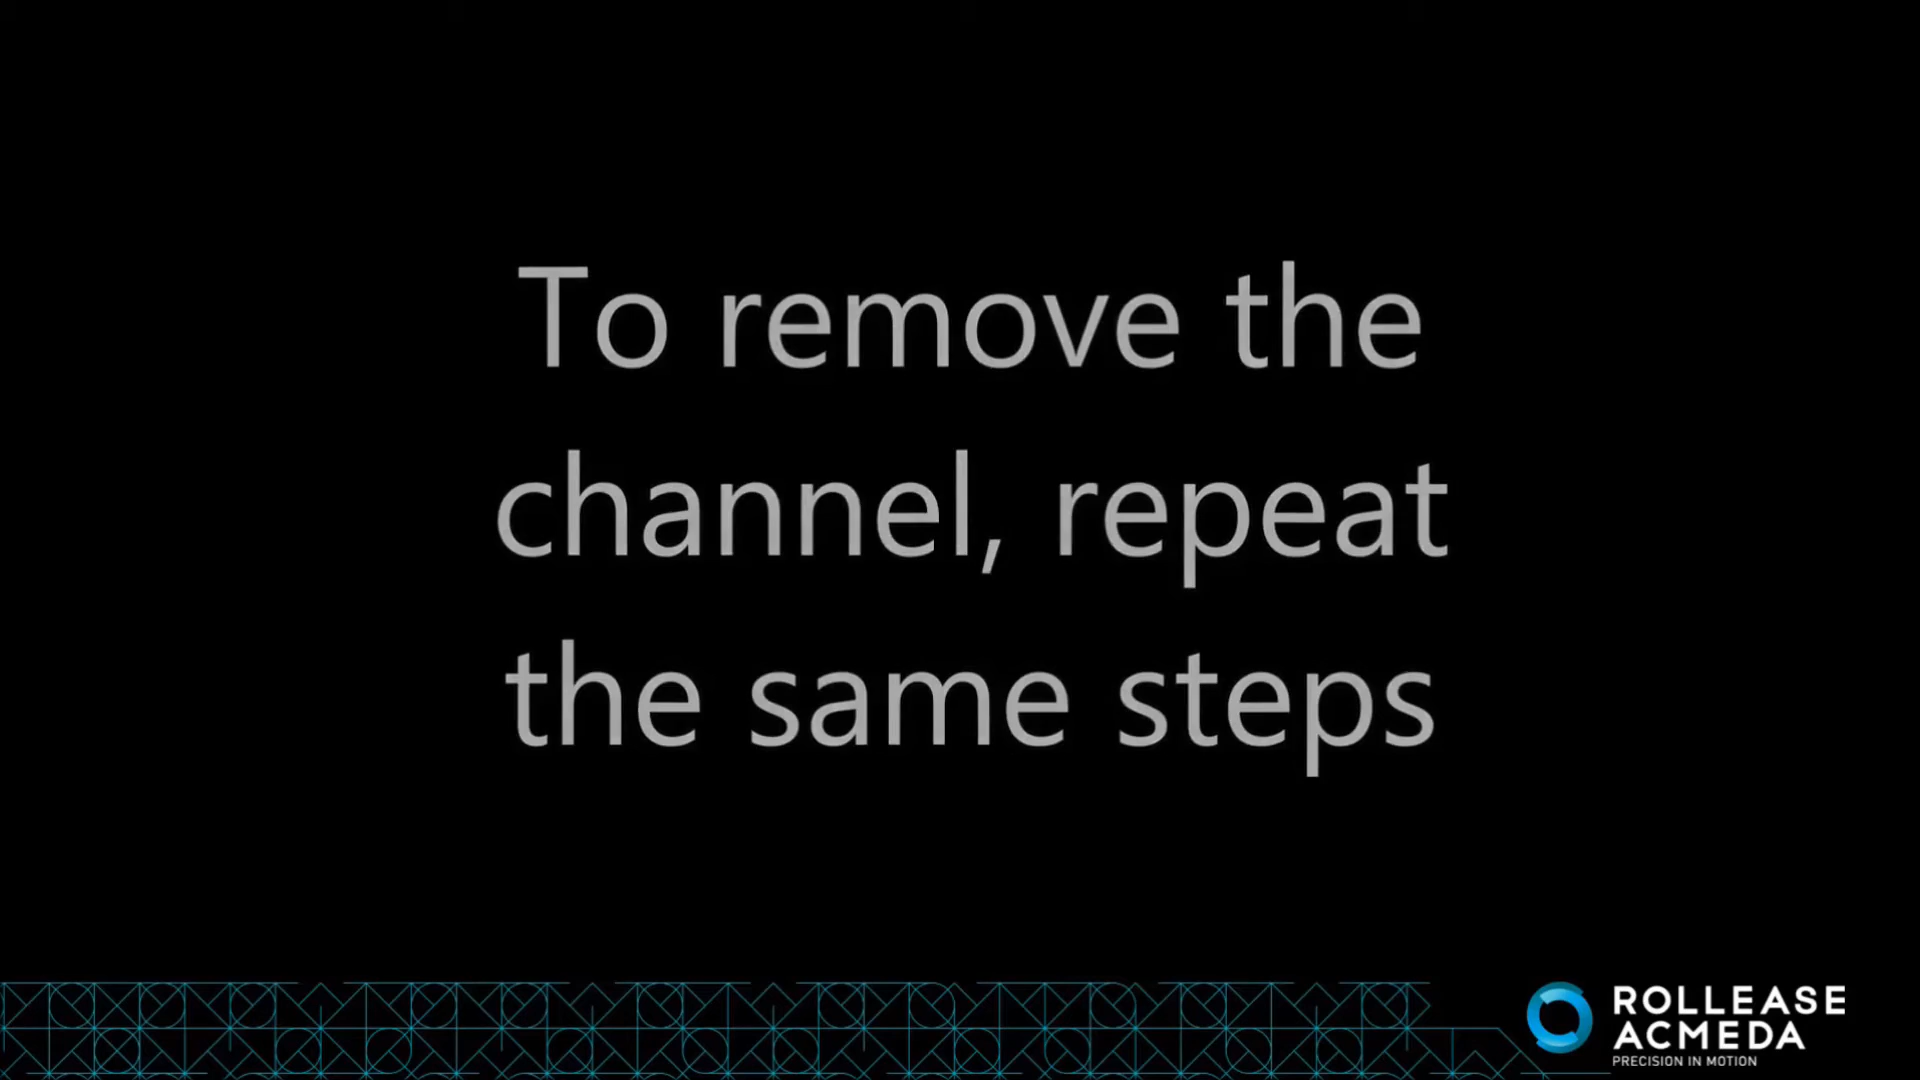 To remove the
channel, repeat
the same steps
ROLLEASE
ACMEDA
PRECISION IN MOTION